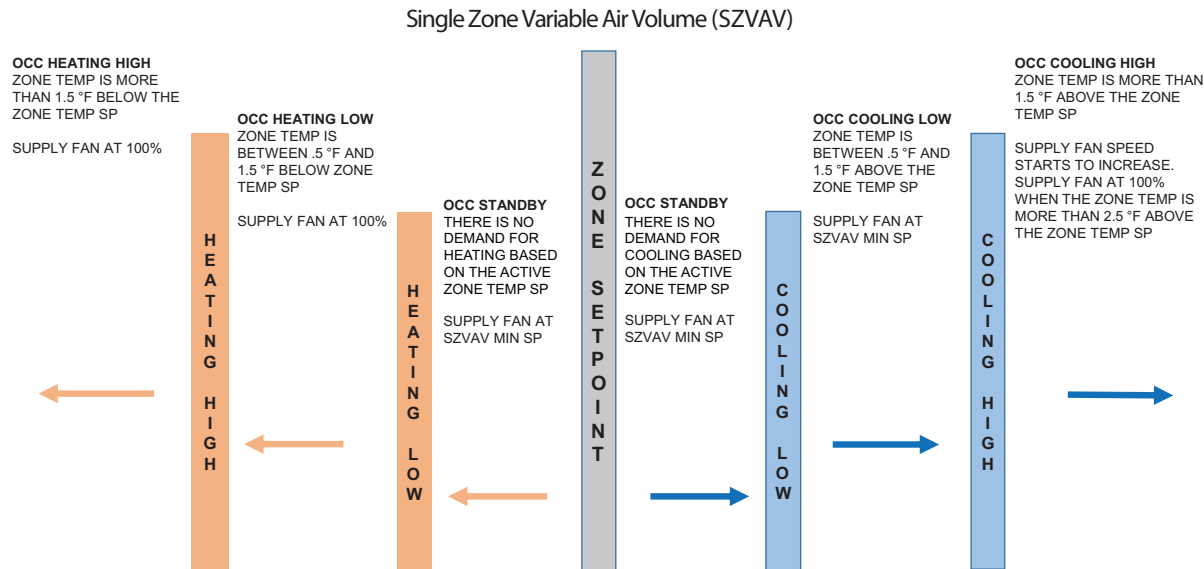 Single Zone Variable Air Volume (SZVAV)
OCC HEATING HIGH
ZONE TEMP IS MORE
THAN 1.5 °F BELOW THE
ZONE TEMP SP
SUPPLY FAN AT 100%
HEATING HIGH
OCC HEATING LOW
ZONE TEMP IS
BETWEEN .5 °F AND
1.5 °F BELOW ZONE
TEMP SP
SUPPLY FAN AT 100%
HEATING LOW
OCC STANDBY
THERE IS NO
DEMAND FOR
HEATING BASED
ON THE ACTIVE
ZONE TEMP SP
SUPPLY FAN AT
SZVAV MIN SP
ZONE SETPOINT
OCC STANDBY
THERE IS NO
DEMAND FOR
COOLING BASED
ON THE ACTIVE
ZONE TEMP SP
SUPPLY FAN AT
SZVAV MIN SP
COOLING LOW
OCC COOLING LOW
ZONE TEMP IS
BETWEEN .5 °F AND
1.5 °F ABOVE THE
ZONE TEMP SP
SUPPLY FAN AT
SZVAV MIN SP
COOLING HIGH
OCC COOLING HIGH
ZONE TEMP IS MORE THAN
1.5 °F ABOVE THE ZONE
TEMP SP
SUPPLY FAN SPEED
STARTS TO INCREASE.
SUPPLY FAN AT 100%
WHEN THE ZONE TEMP IS
MORE THAN 2.5 °F ABOVE
THE ZONE TEMP SP